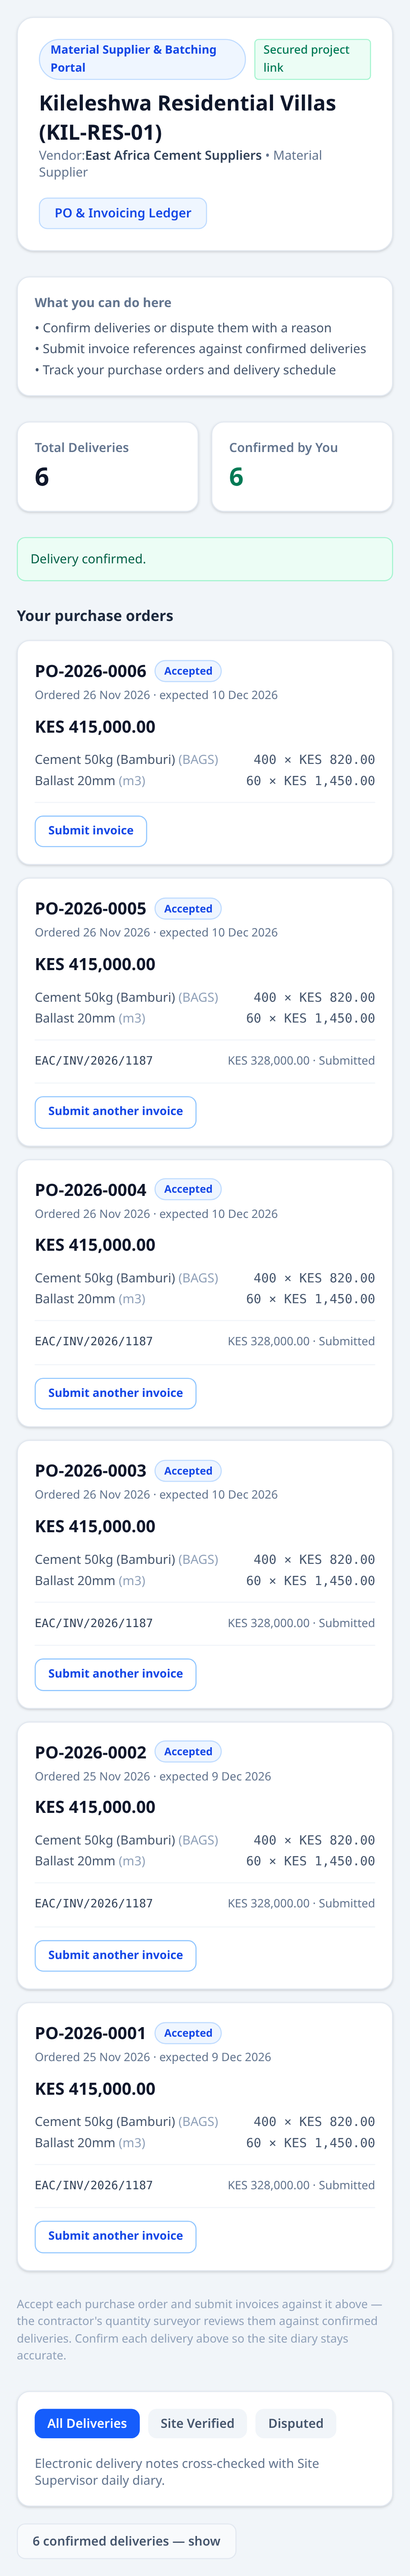 Material Supplier & Batching
Portal
Secured project
link
Kileleshwa Residential Villas
(KIL-RES-01)
Vendor:East Africa Cement Suppliers • Material
Supplier
PO & Invoicing Ledger
What you can do here
• Confirm deliveries or dispute them with a reason
• Submit invoice references against confirmed deliveries
• Track your purchase orders and delivery schedule
Total Deliveries
6
Confirmed by You
6
Delivery confirmed.
Your purchase orders
PO-2026-0006 Accepted
Ordered 26 Nov 2026 · expected 10 Dec 2026
KES 415,000.00
Cement 50kg (Bamburi) (BAGS) 400 × KES 820.00
Ballast 20mm (m3) 60 × KES 1,450.00
Submit invoice
PO-2026-0005 Accepted
Ordered 26 Nov 2026 · expected 10 Dec 2026
KES 415,000.00
Cement 50kg (Bamburi) (BAGS) 400 × KES 820.00
Ballast 20mm (m3) 60 × KES 1,450.00
EAC/INV/2026/1187 KES 328,000.00 · Submitted
Submit another invoice
PO-2026-0004 Accepted
Ordered 26 Nov 2026 · expected 10 Dec 2026
KES 415,000.00
Cement 50kg (Bamburi) (BAGS) 400 × KES 820.00
Ballast 20mm (m3) 60 × KES 1,450.00
EAC/INV/2026/1187 KES 328,000.00 · Submitted
Submit another invoice
PO-2026-0003 Accepted
Ordered 26 Nov 2026 · expected 10 Dec 2026
KES 415,000.00
Cement 50kg (Bamburi) (BAGS) 400 × KES 820.00
Ballast 20mm (m3) 60 × KES 1,450.00
EAC/INV/2026/1187 KES 328,000.00 · Submitted
Submit another invoice
PO-2026-0002 Accepted
Ordered 25 Nov 2026 · expected 9 Dec 2026
KES 415,000.00
Cement 50kg (Bamburi) (BAGS) 400 × KES 820.00
Ballast 20mm (m3) 60 × KES 1,450.00
EAC/INV/2026/1187 KES 328,000.00 · Submitted
Submit another invoice
PO-2026-0001 Accepted
Ordered 25 Nov 2026 · expected 9 Dec 2026
KES 415,000.00
Cement 50kg (Bamburi) (BAGS) 400 × KES 820.00
Ballast 20mm (m3) 60 × KES 1,450.00
EAC/INV/2026/1187 KES 328,000.00 · Submitted
Submit another invoice
Accept each purchase order and submit invoices against it above —
the contractor's quantity surveyor reviews them against confirmed
deliveries. Confirm each delivery above so the site diary stays
accurate.
All Deliveries Site Verified Disputed
Electronic delivery notes cross-checked with Site
Supervisor daily diary.
6 confirmed deliveries — show